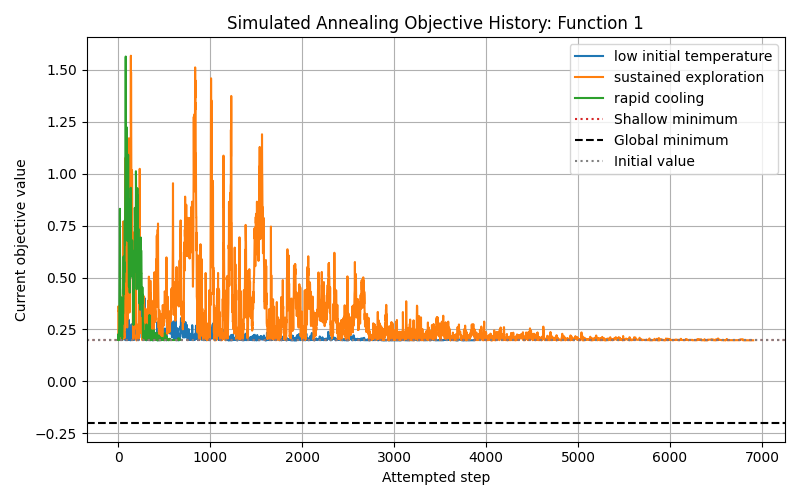 Simulated Annealing Objective History: Function 1
low initial temperature
sustained exploration
rapid cooling
Shallow minimum
Global minimum
Initial value
Current objective value
1.50
1.25
1.00
0.75
0.50
0.25
0.00
−0.25
0 1000 2000 3000 4000 5000 6000 7000
Attempted step